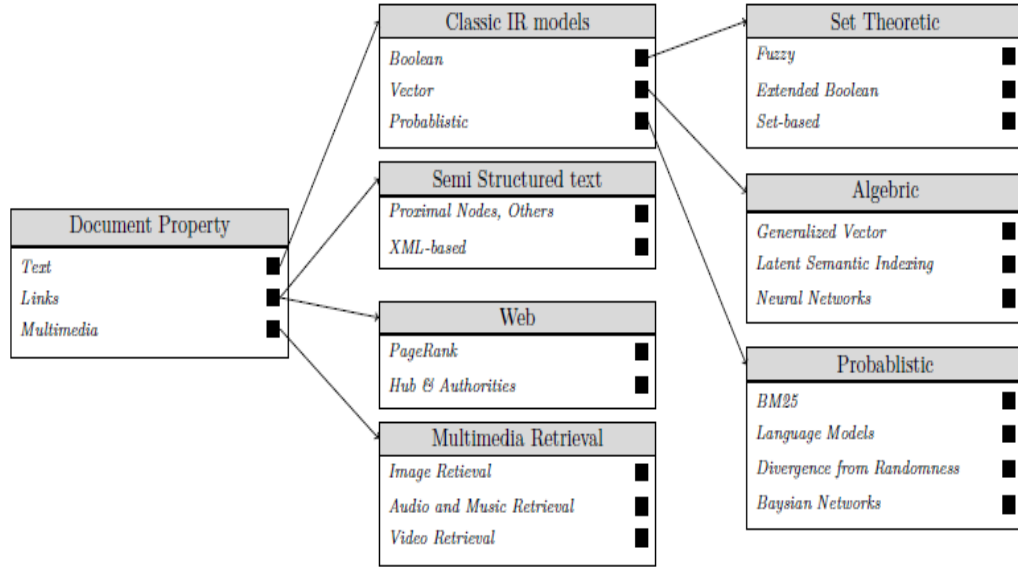 Document Property
Text
Links
Multimedia
Classic IR models
Boolean
Vector
Probablistic
Semi Structured text
Proximal Nodes, Others
XML-based
Web
PageRank
Hub & Authorities
Multimedia Retrieval
Image Retieval
Audio and Music Retrieval
Video Retrieval
Set Theoretic
Fuzzy
Extended Boolean
Set-based
Algebric
Generalized Vector
Latent Semantic Indexing
Neural Networks
Probablistic
BM25
Language Models
Divergence from Randomness
Baysian Networks